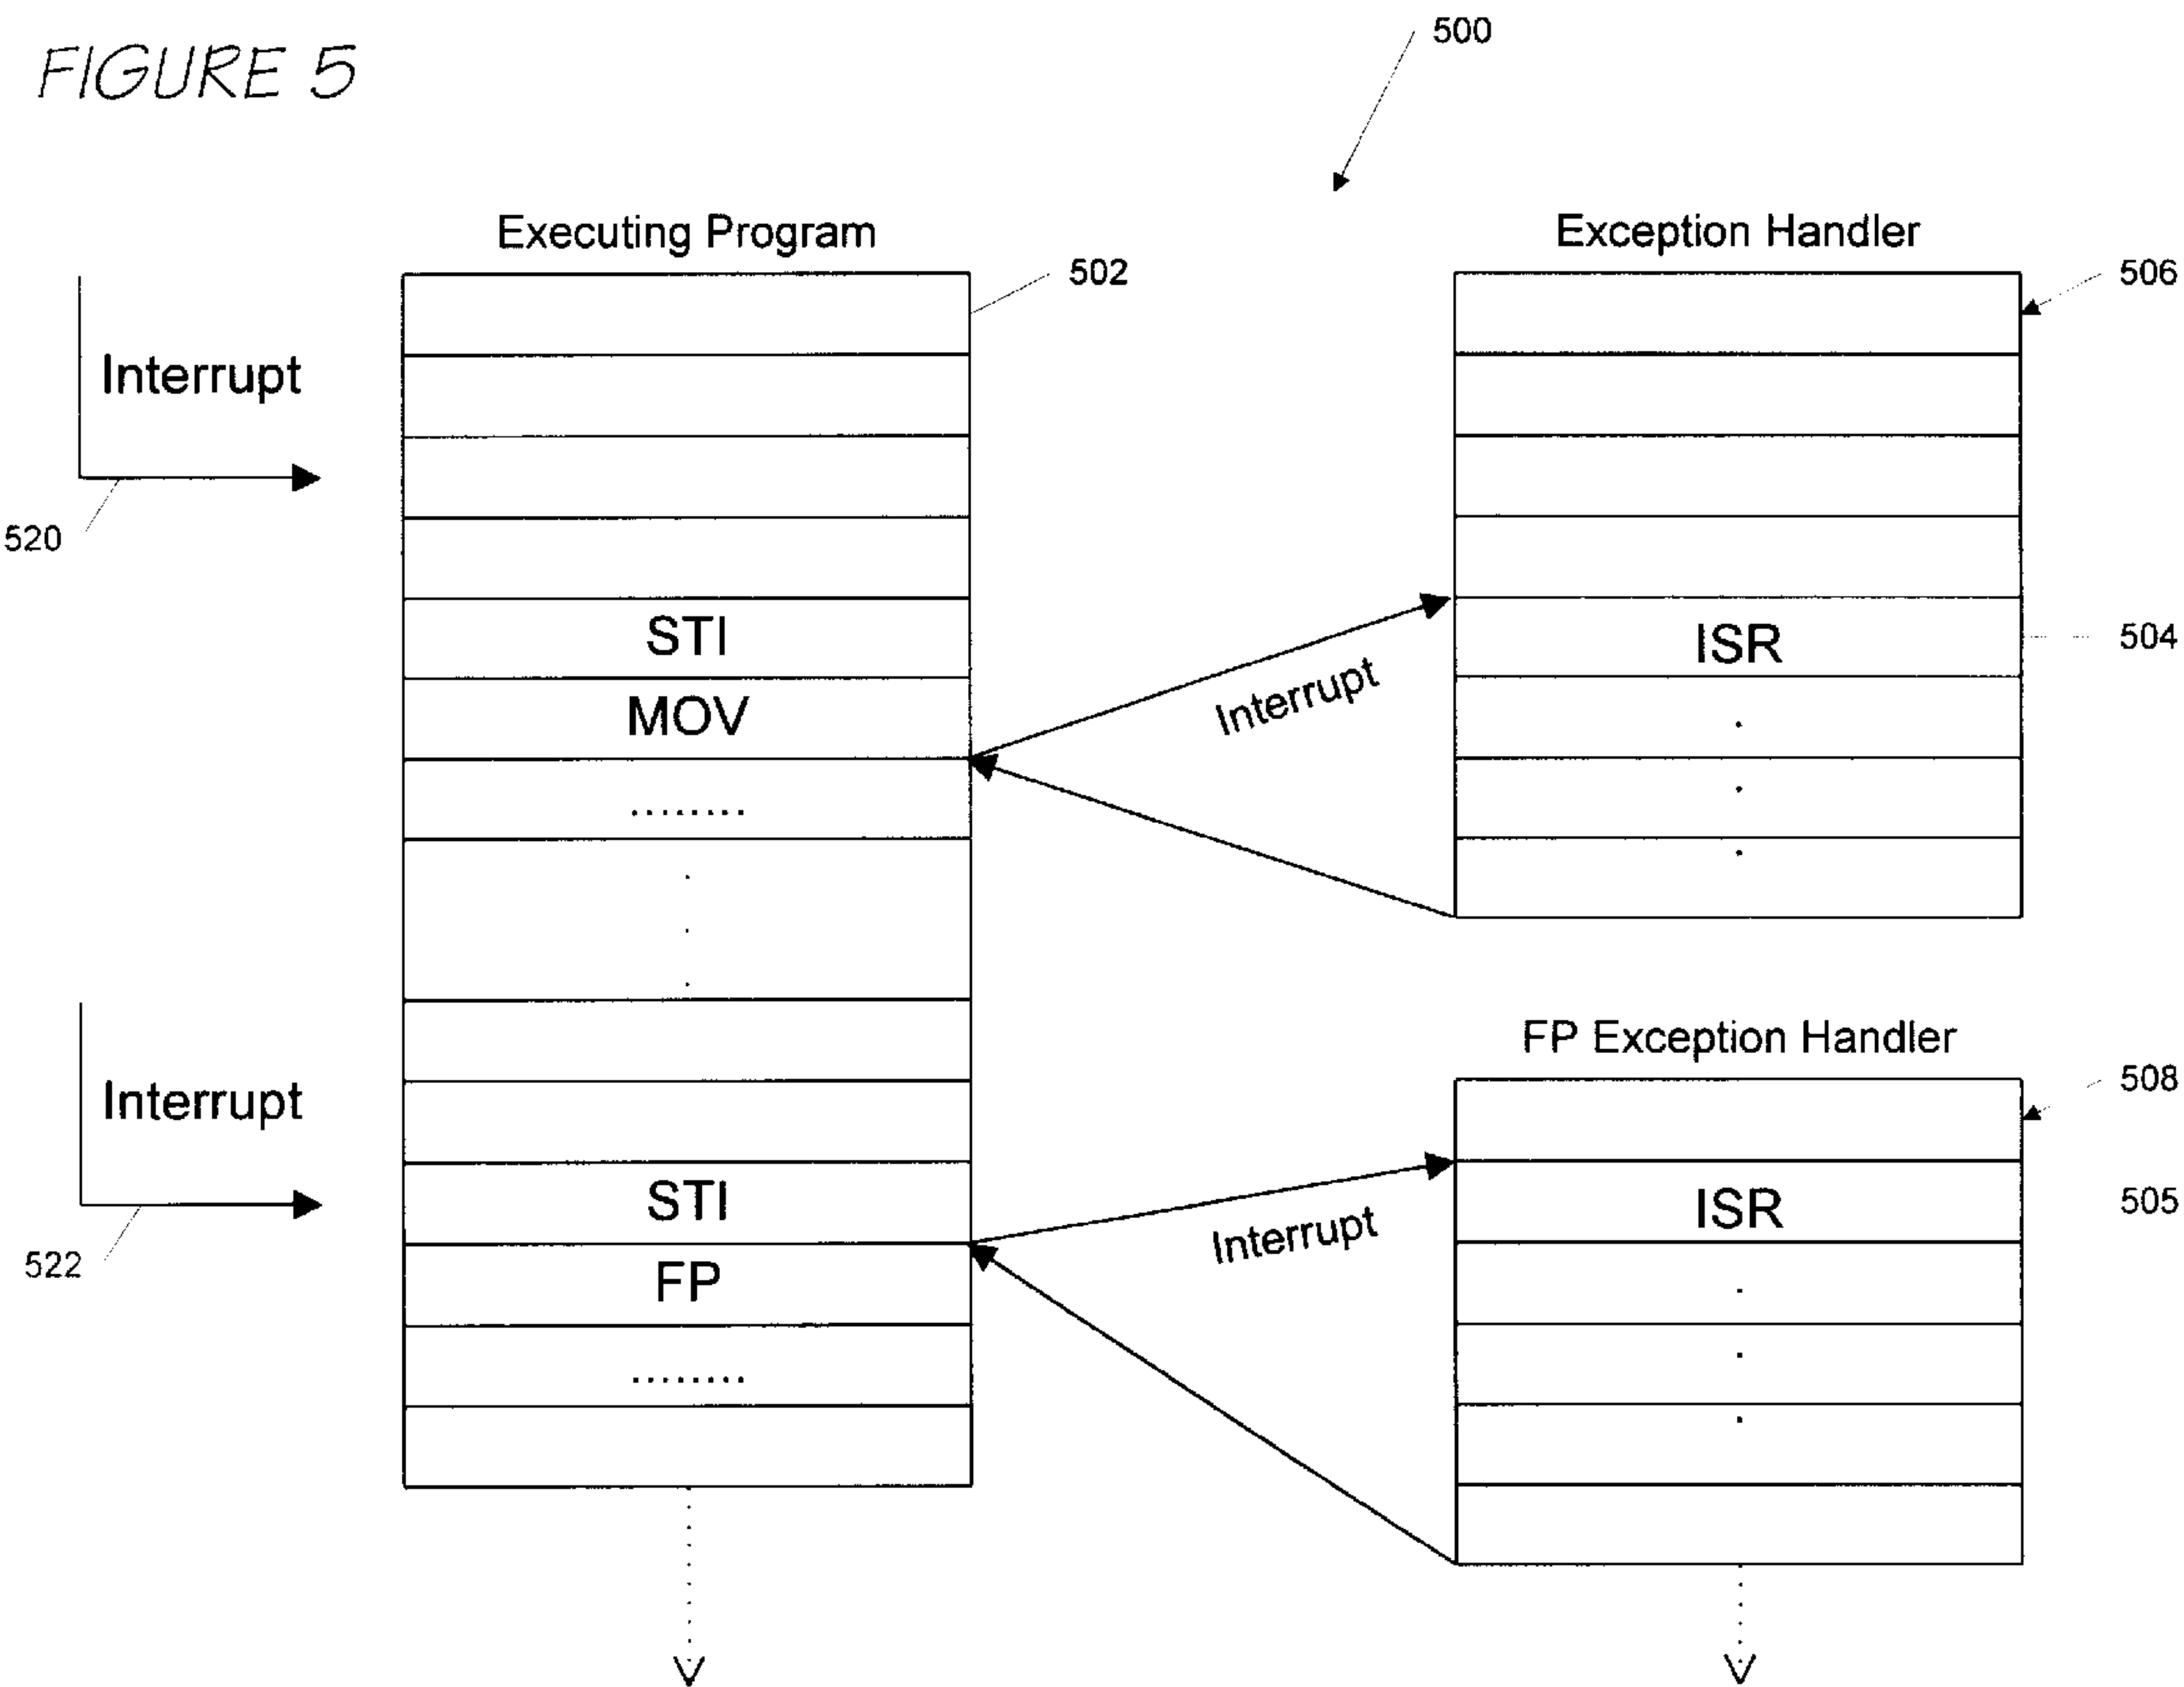 FIGURE 5
500
Executing Program
Exception Handler
502
506
Interrupt
520
STI
ISR
504
MOV
Interrupt
........
.
.
.
.
.
.
FP Exception Handler
508
Interrupt
STI
ISR
505
522
FP
Interrupt
........
.
.
.